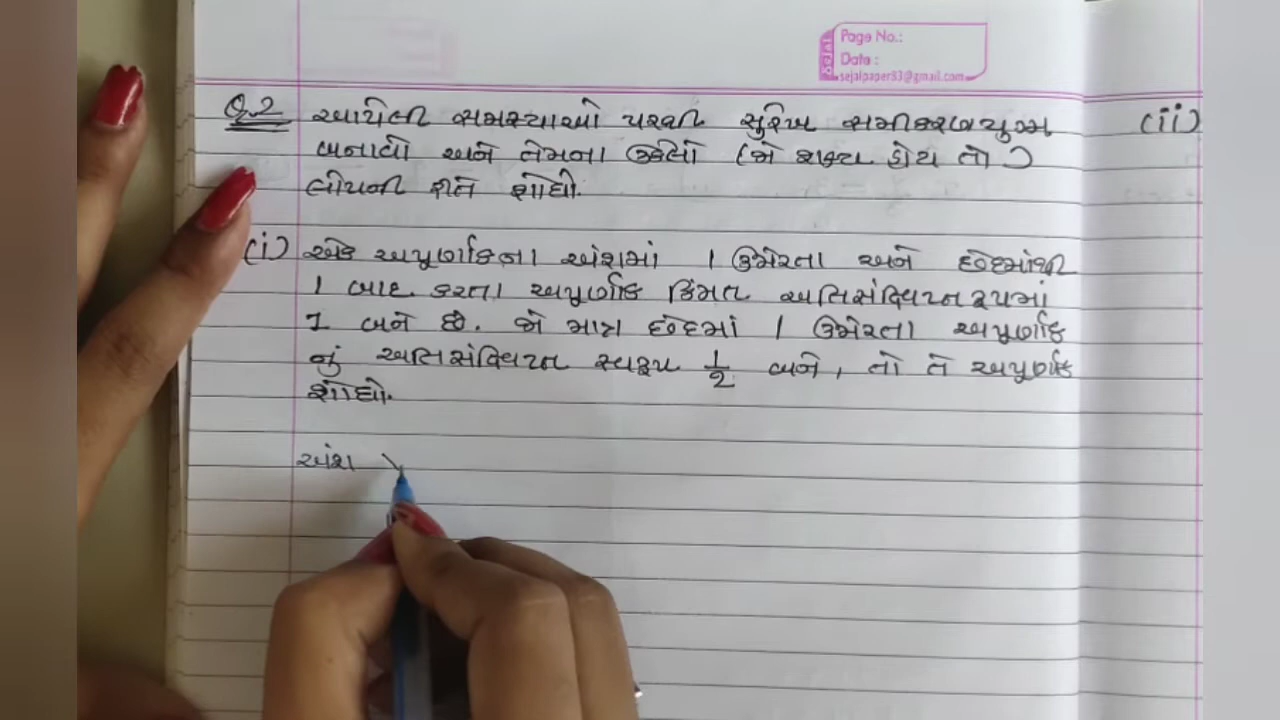 Page No.:
Date :
sejalpaper83@gmail.com
Sejal
Q.2 આપેલી સમસ્યાઓ પરથી સુરેખ સમીકરણયુગ્મ
બનાવો અને તેમના ઉકેલો (જો શક્ય હોય તો)
લોપની રીતે શોધો.
(i) એક અપૂર્ણાંકના અંશમાં 1 ઉમેરતા અને છેદમાંથી
1 બાદ કરતા અપૂર્ણાંક કિંમત અતિસંક્ષિપ્ત રૂપમાં
1 બને છે. જો માત્ર છેદમાં 1 ઉમેરતા અપૂર્ણાંક
નું અતિસંક્ષિપ્ત સ્વરૂપ 1/2 બને, તો તે અપૂર્ણાંક
શોધો.
અંશ
(ii)